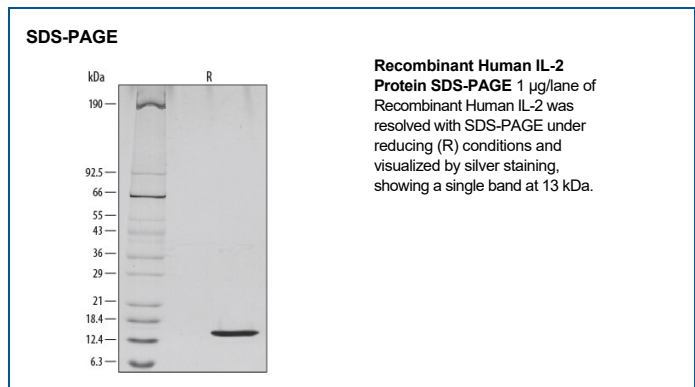 SDS-PAGE
kDa
R
190
92.5
66
55
43
36
29
21
18.4
12.4
6.3
Recombinant Human IL-2
Protein SDS-PAGE 1 μg/lane of
Recombinant Human IL-2 was
resolved with SDS-PAGE under
reducing (R) conditions and
visualized by silver staining,
showing a single band at 13 kDa.